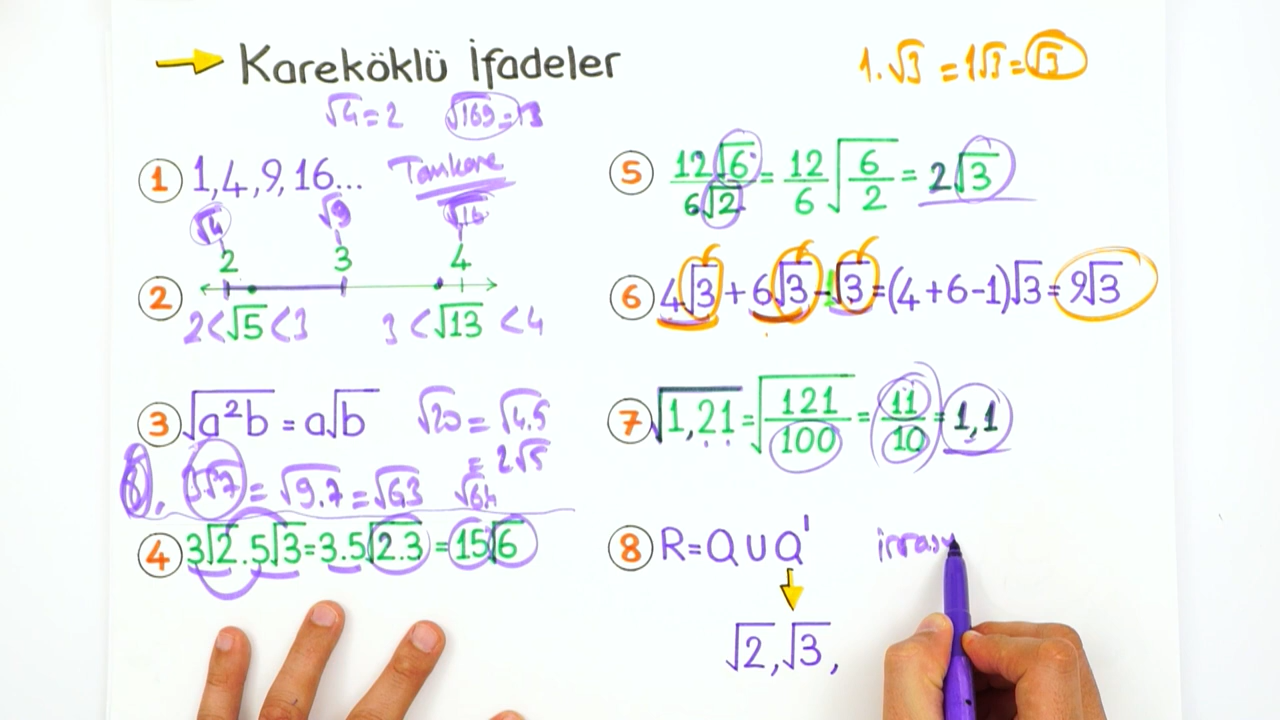 → Kareköklü İfadeler
√4=2 √169=13
① 1,4,9,16... Tamkare
√4 √9 √16
2 3 4
②
2<√5<3 3<√13<4
③ √a²b = a√b √20 = √4.5
= 2√5
8. 3√7 = √9.7 = √63 √64
④ 3√2.5√3=3.5√2.3 =15√6
1.√3 = 1√3 = √3
⑤ 12√6/6√2 = 12/6 √6/2 = 2√3
⑥ 4√3 + 6√3 - √3 = (4+6-1)√3 = 9√3
⑦ √1,21 = √121/100 = 11/10 = 1,1
⑧ R=Q∪Q' irrasy
√2,√3,